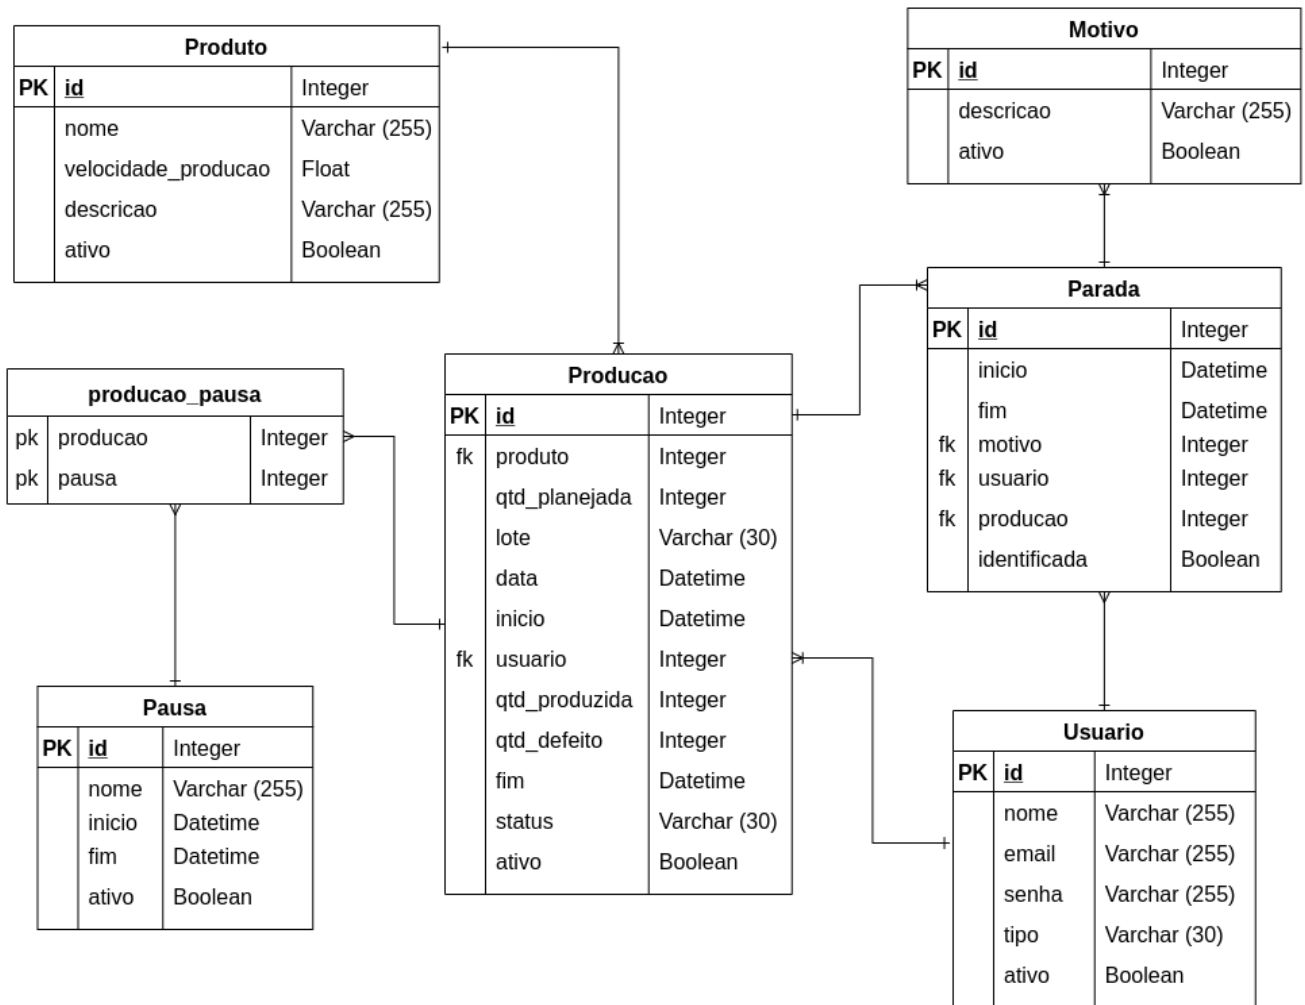 Produto
PK id Integer
nome Varchar (255)
velocidade_producao Float
descricao Varchar (255)
ativo Boolean
Motivo
PK id Integer
descricao Varchar (255)
ativo Boolean
Parada
PK id Integer
inicio Datetime
fim Datetime
fk motivo Integer
fk usuario Integer
fk producao Integer
identificada Boolean
producao_pausa
pk producao Integer
pk pausa Integer
Producao
PK id Integer
fk produto Integer
qtd_planejada Integer
lote Varchar (30)
data Datetime
inicio Datetime
fk usuario Integer
qtd_produzida Integer
qtd_defeito Integer
fim Datetime
status Varchar (30)
ativo Boolean
Pausa
PK id Integer
nome Varchar (255)
inicio Datetime
fim Datetime
ativo Boolean
Usuario
PK id Integer
nome Varchar (255)
email Varchar (255)
senha Varchar (255)
tipo Varchar (30)
ativo Boolean